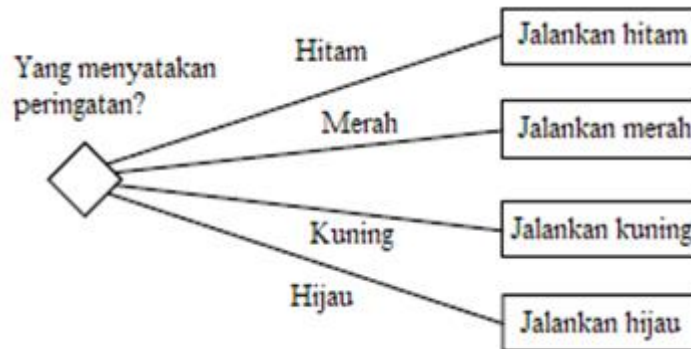 Yang menyatakan
peringatan?
Hitam
Jalankan hitam
Merah
Jalankan merah
Kuning
Jalankan kuning
Hijau
Jalankan hijau